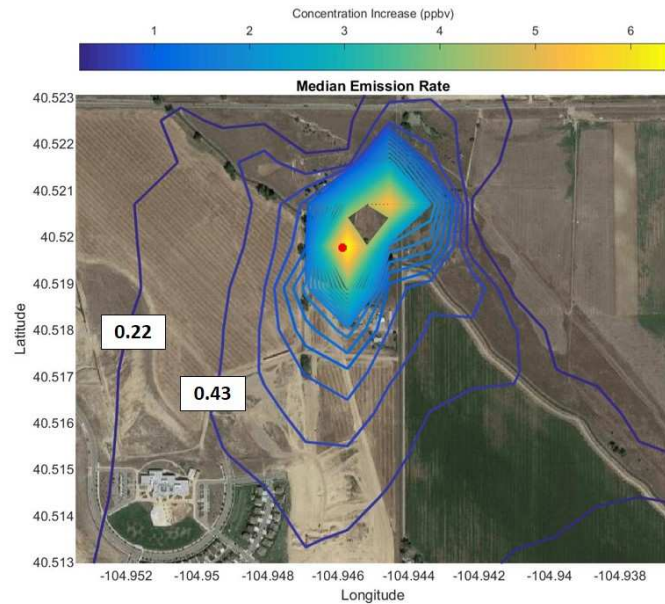 Concentration Increase (ppbv)
1 2 3 4 5 6
Median Emission Rate
40.523
40.522
40.521
40.52
40.519
40.518
40.517
40.516
40.515
40.514
40.513
Latitude
0.22
0.43
-104.952 -104.95 -104.948 -104.946 -104.944 -104.942 -104.94 -104.938
Longitude